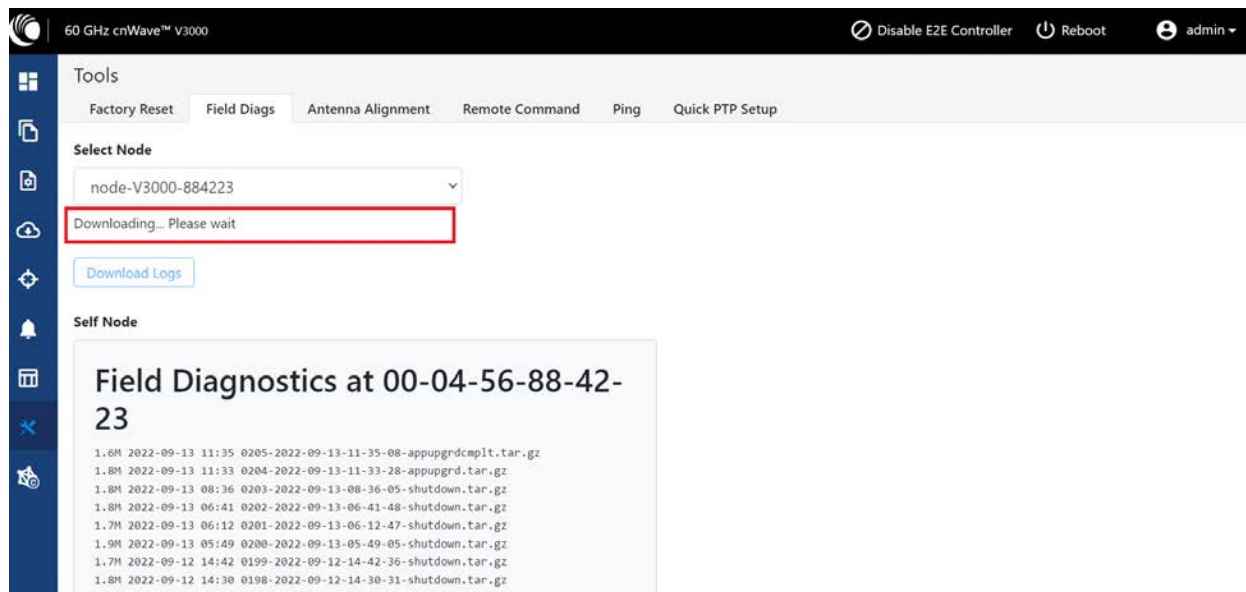 60 GHz cnWave™ V3000
Disable E2E Controller
Reboot
admin
Tools
Factory Reset Field Diags Antenna Alignment Remote Command Ping Quick PTP Setup
Select Node
node-V3000-884223
Downloading... Please wait
Download Logs
Self Node
Field Diagnostics at 00-04-56-88-42-
23
1.6M 2022-09-13 11:35 0205-2022-09-13-11-35-08-appupgrdcmplt.tar.gz
1.8M 2022-09-13 11:33 0204-2022-09-13-11-33-28-appupgrd.tar.gz
1.8M 2022-09-13 08:36 0203-2022-09-13-08-36-05-shutdown.tar.gz
1.8M 2022-09-13 06:41 0202-2022-09-13-06-41-48-shutdown.tar.gz
1.7M 2022-09-13 06:12 0201-2022-09-13-06-12-47-shutdown.tar.gz
1.9M 2022-09-13 05:49 0200-2022-09-13-05-49-05-shutdown.tar.gz
1.7M 2022-09-12 14:42 0199-2022-09-12-14-42-36-shutdown.tar.gz
1.8M 2022-09-12 14:30 0198-2022-09-12-14-30-31-shutdown.tar.gz